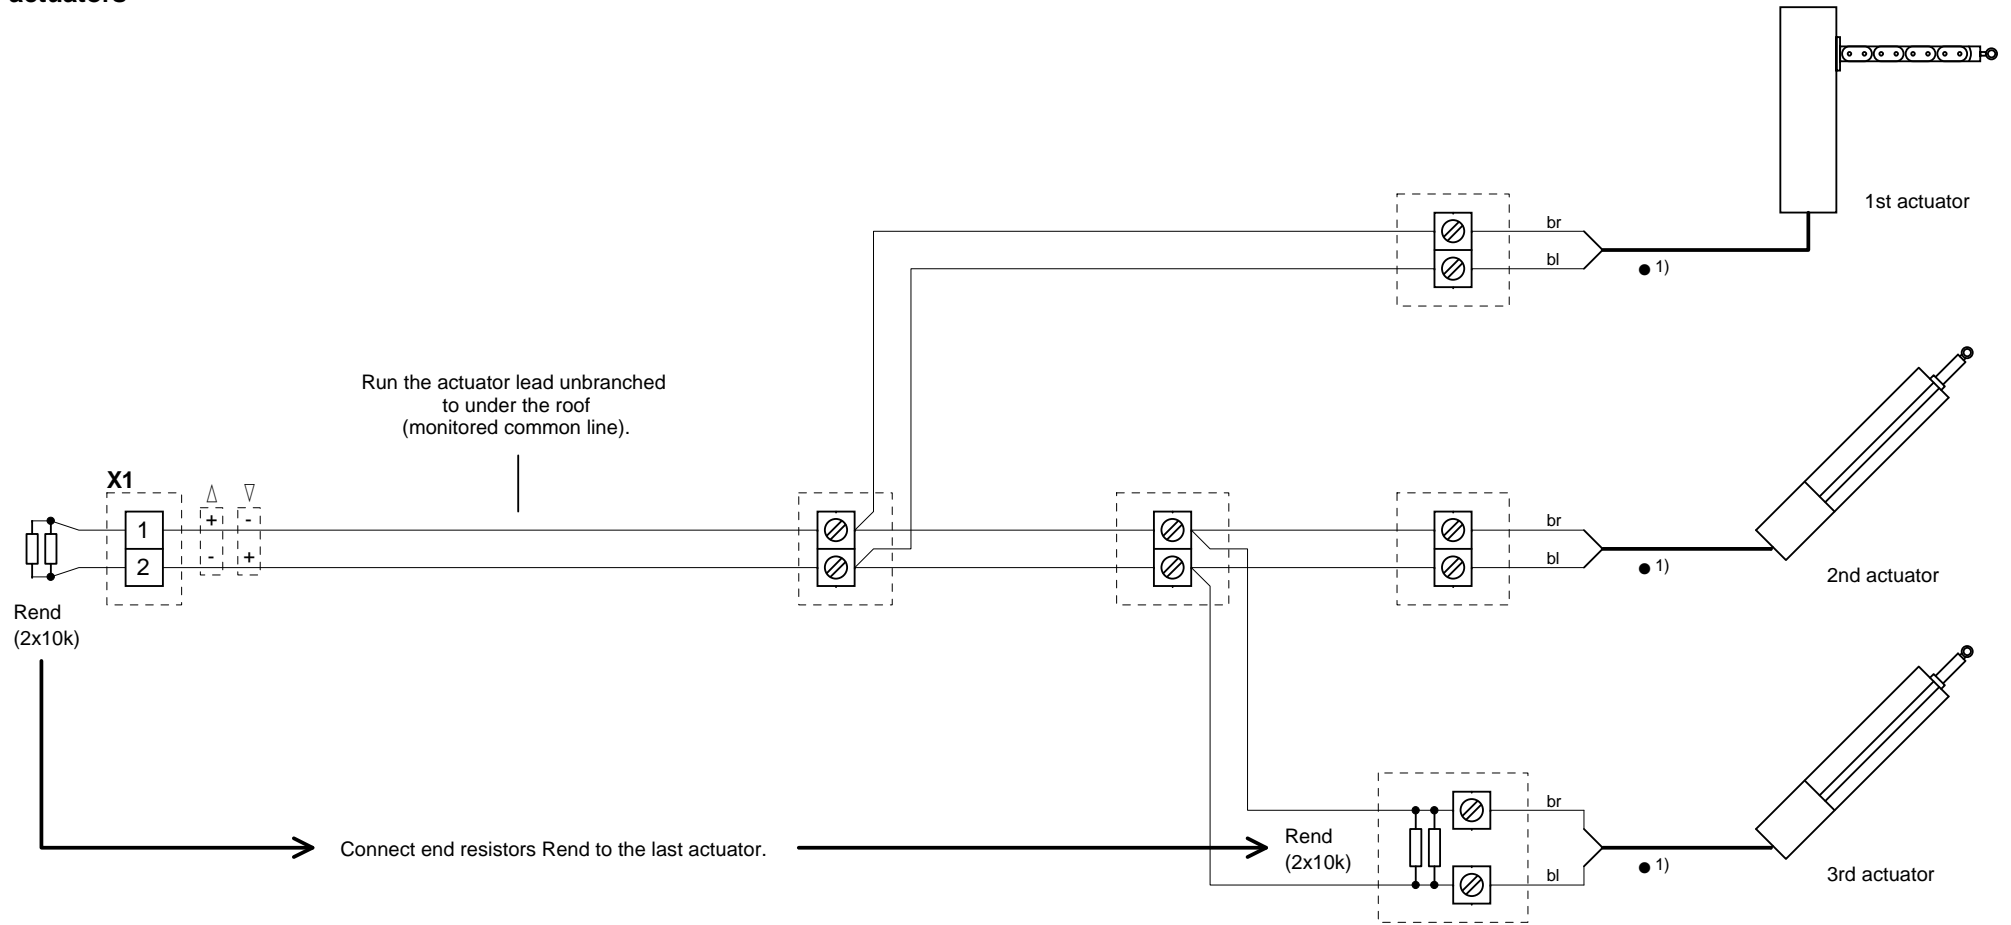 actuators
1st actuator
br
bl
1)
Run the actuator lead unbranched
to under the roof
(monitored common line).
X1
1
2
+ -
- +
Rend
(2x10k)
br
bl
1)
2nd actuator
Connect end resistors Rend to the last actuator.
Rend
(2x10k)
br
bl
1)
3rd actuator